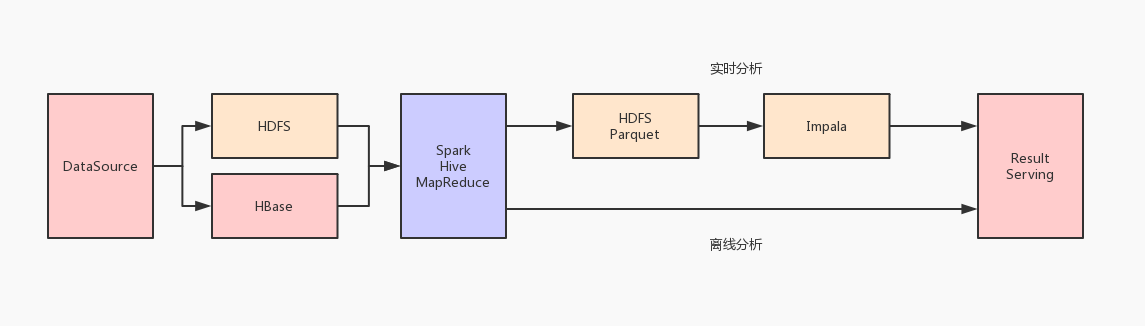 实时分析
DataSource
HDFS
HBase
Spark
Hive
MapReduce
HDFS
Parquet
Impala
Result
Serving
离线分析